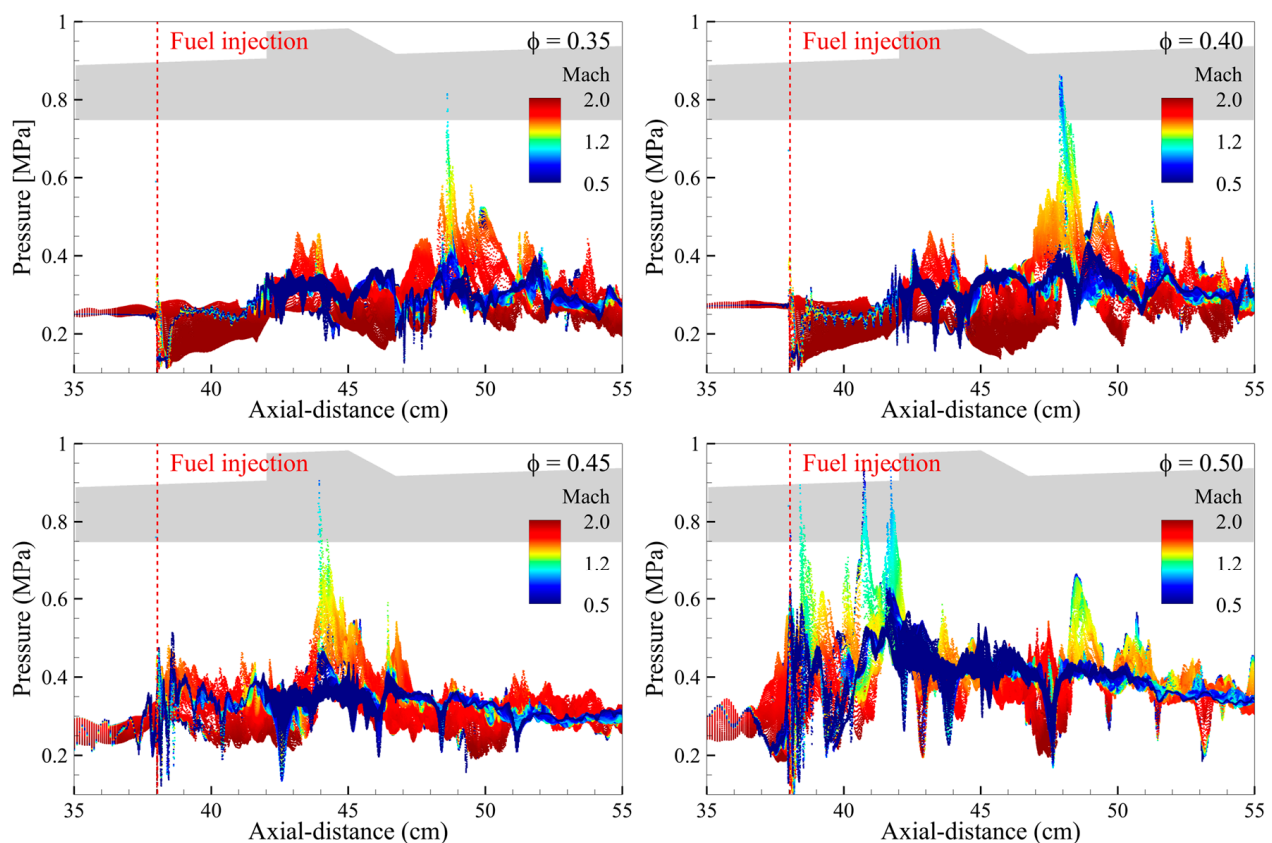 1
Fuel injection
ϕ = 0.35
Mach
0.8
2.0
1.2
0.6
0.5
0.4
0.2
Pressure [MPa]
35 40 45 50 55
Axial-distance (cm)
1
Fuel injection
ϕ = 0.40
Mach
0.8
2.0
1.2
0.6
0.5
0.4
0.2
Pressure (MPa)
35 40 45 50 55
Axial-distance (cm)
1
Fuel injection
ϕ = 0.45
Mach
0.8
2.0
1.2
0.6
0.5
0.4
0.2
Pressure (MPa)
35 40 45 50 55
Axial-distance (cm)
1
Fuel injection
ϕ = 0.50
Mach
0.8
2.0
1.2
0.6
0.5
0.4
0.2
Pressure (MPa)
35 40 45 50 55
Axial-distance (cm)